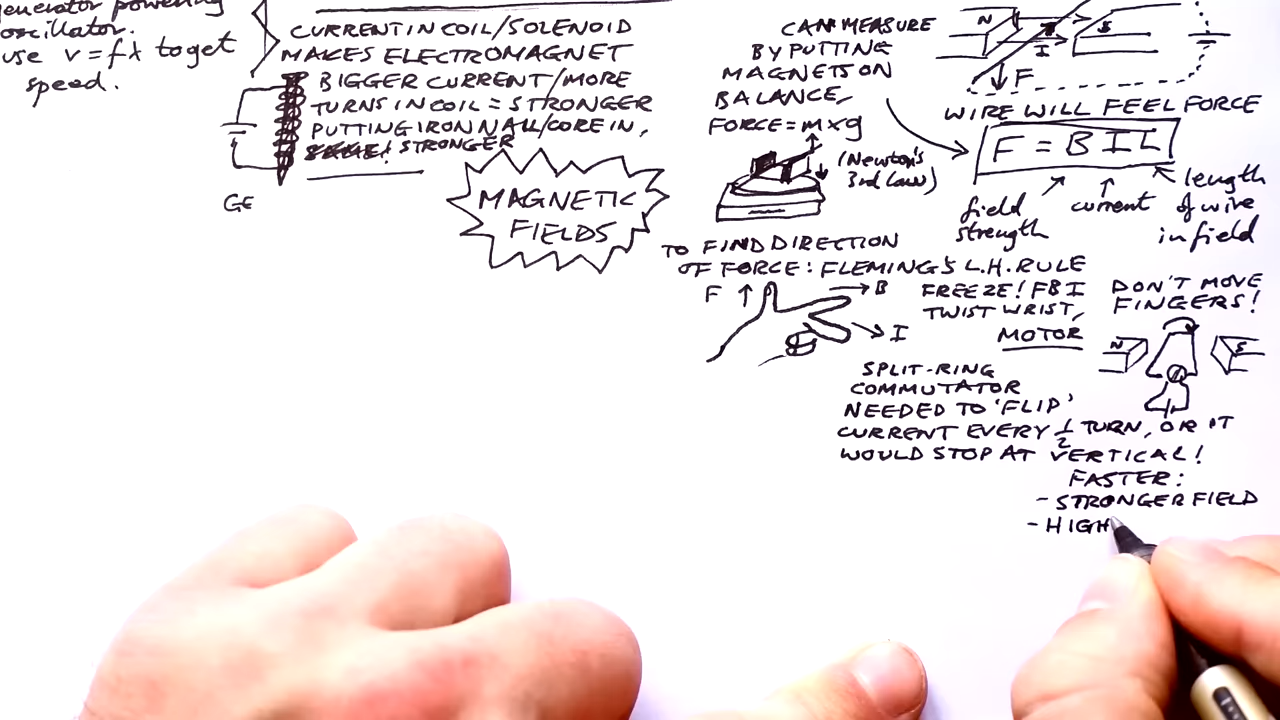 generator powering
oscillator.
use v = fλ to get
speed.
CURRENT IN COIL/SOLENOID
MAKES ELECTROMAGNET
BIGGER CURRENT/MORE
TURNS IN COIL = STRONGER
PUTTING IRON NAIL/CORE IN,
STRONGER
GE
MAGNETIC
FIELDS
CAN MEASURE
BY PUTTING
MAGNETS ON
BALANCE,
FORCE = m x g
(Newton's
3rd Law)
N
S
I
F
WIRE WILL FEEL FORCE
F = BIL
field
strength
current
length
of wire
in field
TO FIND DIRECTION
OF FORCE: FLEMING'S L.H. RULE
F
B
I
FREEZE! FBI
TWIST WRIST,
DON'T MOVE
FINGERS!
MOTOR
N
S
SPLIT-RING
COMMUTATOR
NEEDED TO 'FLIP'
CURRENT EVERY 1/2 TURN, OR IT
WOULD STOP AT VERTICAL!
FASTER:
- STRONGER FIELD
- HIGH